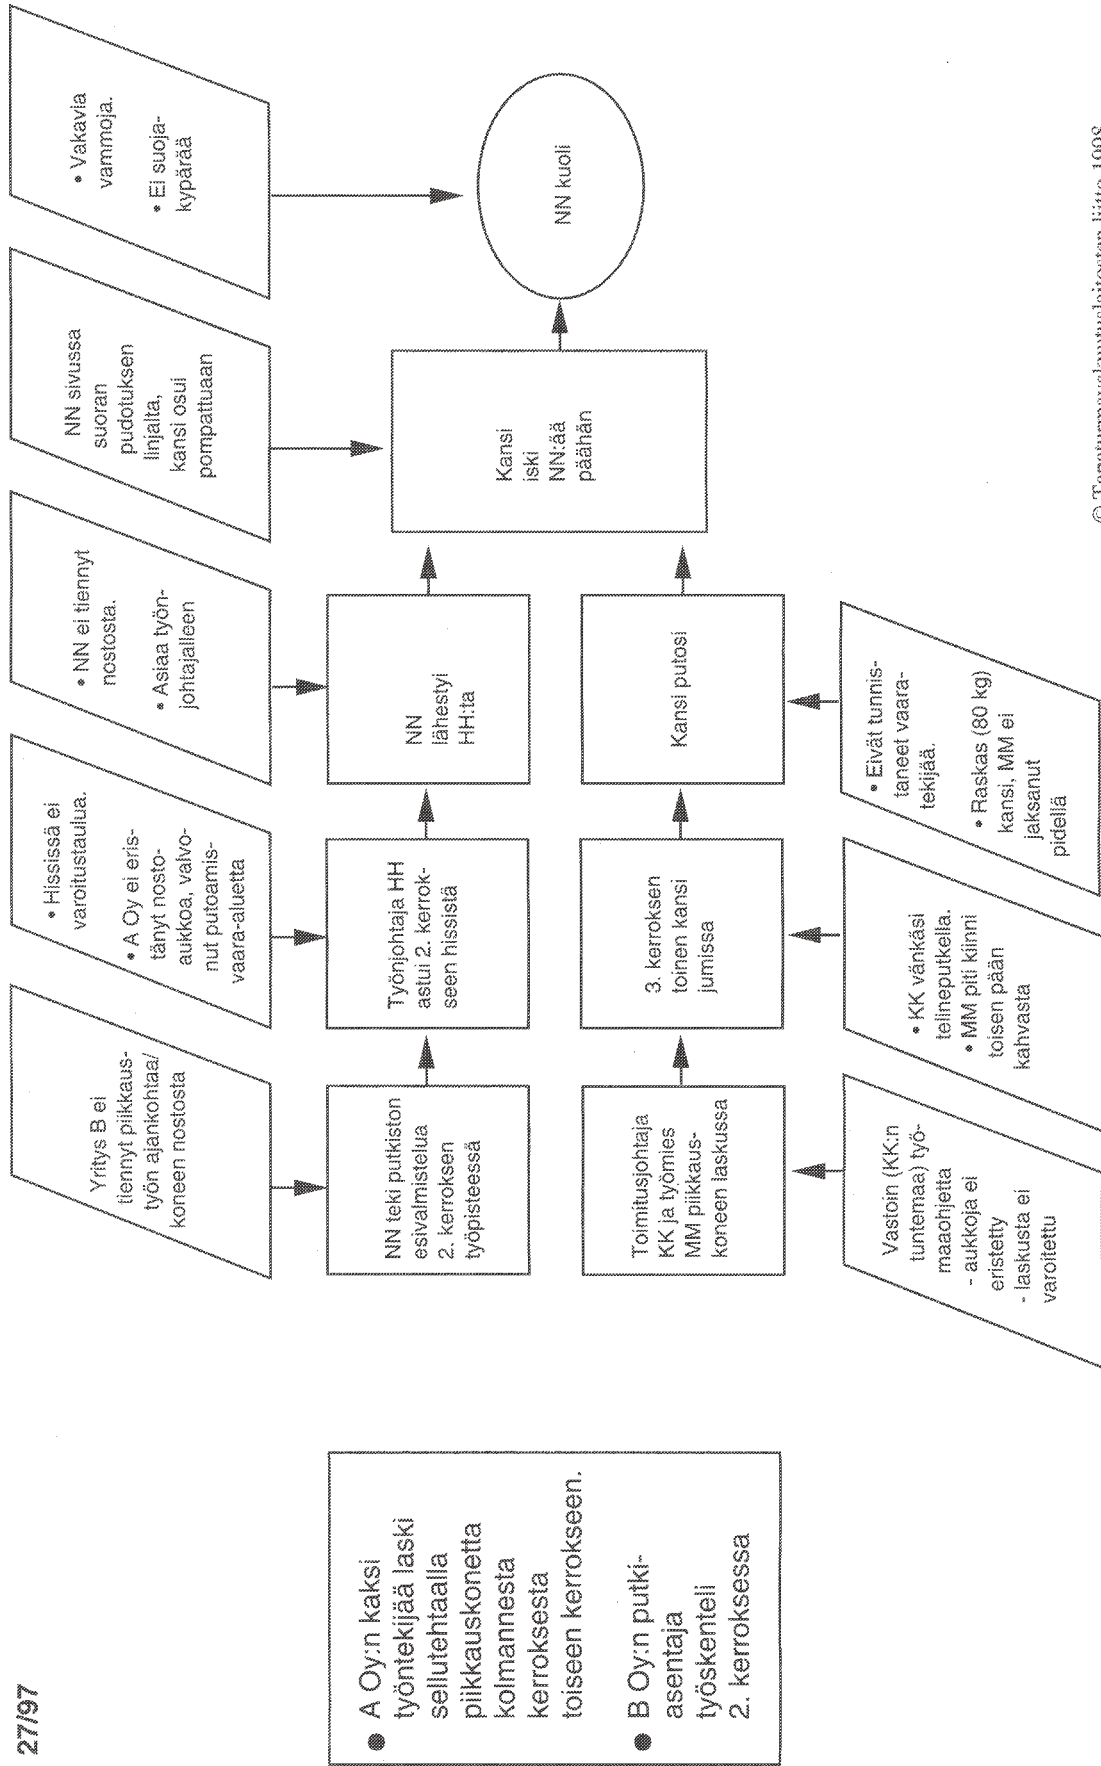 27/97
● A Oy:n kaksi
työntekijää laski
sellutehtaalla
piikkauskonetta
kolmannesta
kerroksesta
toiseen kerrokseen.
● B Oy:n putki-
asentaja
työskenteli
2. kerroksessa
Yritys B ei
tiennyt piikkaus-
työn ajankohtaa/
koneen nostosta
• Hississä ei
varoitustaulua.
• A Oy ei eris-
tänyt nosto-
aukkoa, valvo-
nut putoamis-
vaara-aluetta
• NN ei tiennyt
nostosta.
• Asiaa työn-
johtajalleen
NN sivussa
suoran
pudotuksen
linjalta,
kansi osui
pompattuaan
• Vakavia
vammoja.
• Ei suoja-
kypärää
NN teki putkiston
esivalmistelua
2. kerroksen
työpisteessä
Työnjohtaja HH
astui 2. kerrok-
seen hissistä
NN
lähestyi
HH:ta
Kansi
iski
NN:ää
päähän
NN kuoli
Toimitusjohtaja
KK ja työmies
MM piikkaus-
koneen laskussa
3. kerroksen
toinen kansi
jumissa
Kansi putosi
Vastoin (KK:n
tuntemaa) työ-
maaohjetta
- aukkoja ei
eristetty
- laskusta ei
varoitettu
• KK vänkäsi
telineputkella.
• MM piti kiinni
toisen pään
kahvasta
• Eivät tunnis-
taneet vaara-
tekijää.
• Raskas (80 kg)
kansi, MM ei
jaksanut
pidellä
© Tapaturmavakuutuslaitosten liitto 1998